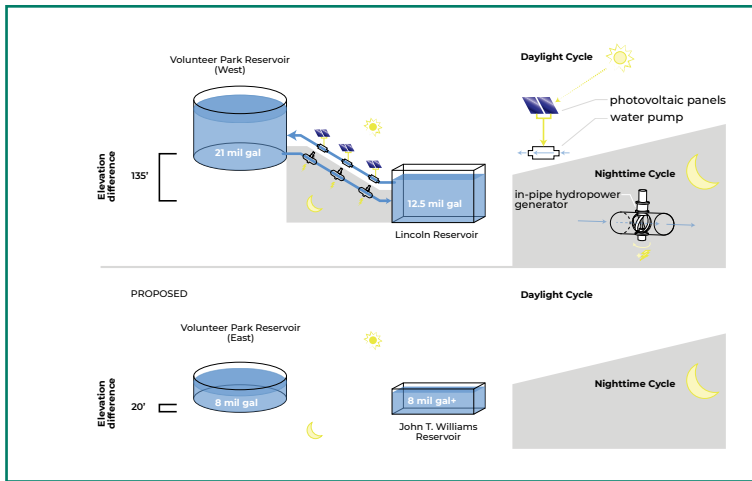 Volunteer Park Reservoir
(West)
21 mil gal
Elevation
difference
135'
12.5 mil gal
Lincoln Reservoir
Daylight Cycle
photovoltaic panels
water pump
Nighttime Cycle
in-pipe hydropower
generator
PROPOSED
Volunteer Park Reservoir
(East)
8 mil gal
Elevation
difference
20'
8 mil gal+
John T. Williams
Reservoir
Daylight Cycle
Nighttime Cycle